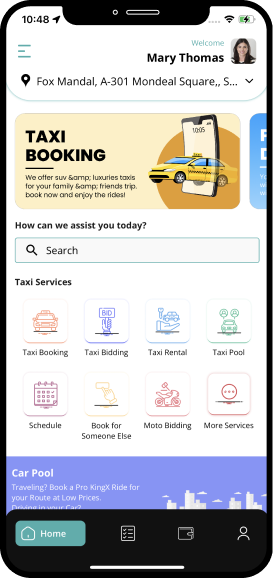 10:48
Welcome
Mary Thomas
Fox Mandal, A-301 Mondeal Square,, S...
TAXI
BOOKING
We offer suv &amp; luxuries taxis
for your family &amp; friends trip.
book now and enjoy the rides!
10:05
How can we assist you today?
Search
Taxi Services
BID
Taxi Booking
Taxi Bidding
Taxi Rental
Taxi Pool
Schedule
Book for
Someone Else
Moto Bidding
More Services
Car Pool
Traveling? Book a Pro KingX Ride for
your Route at Low Prices.
Driving in your Car?
Home